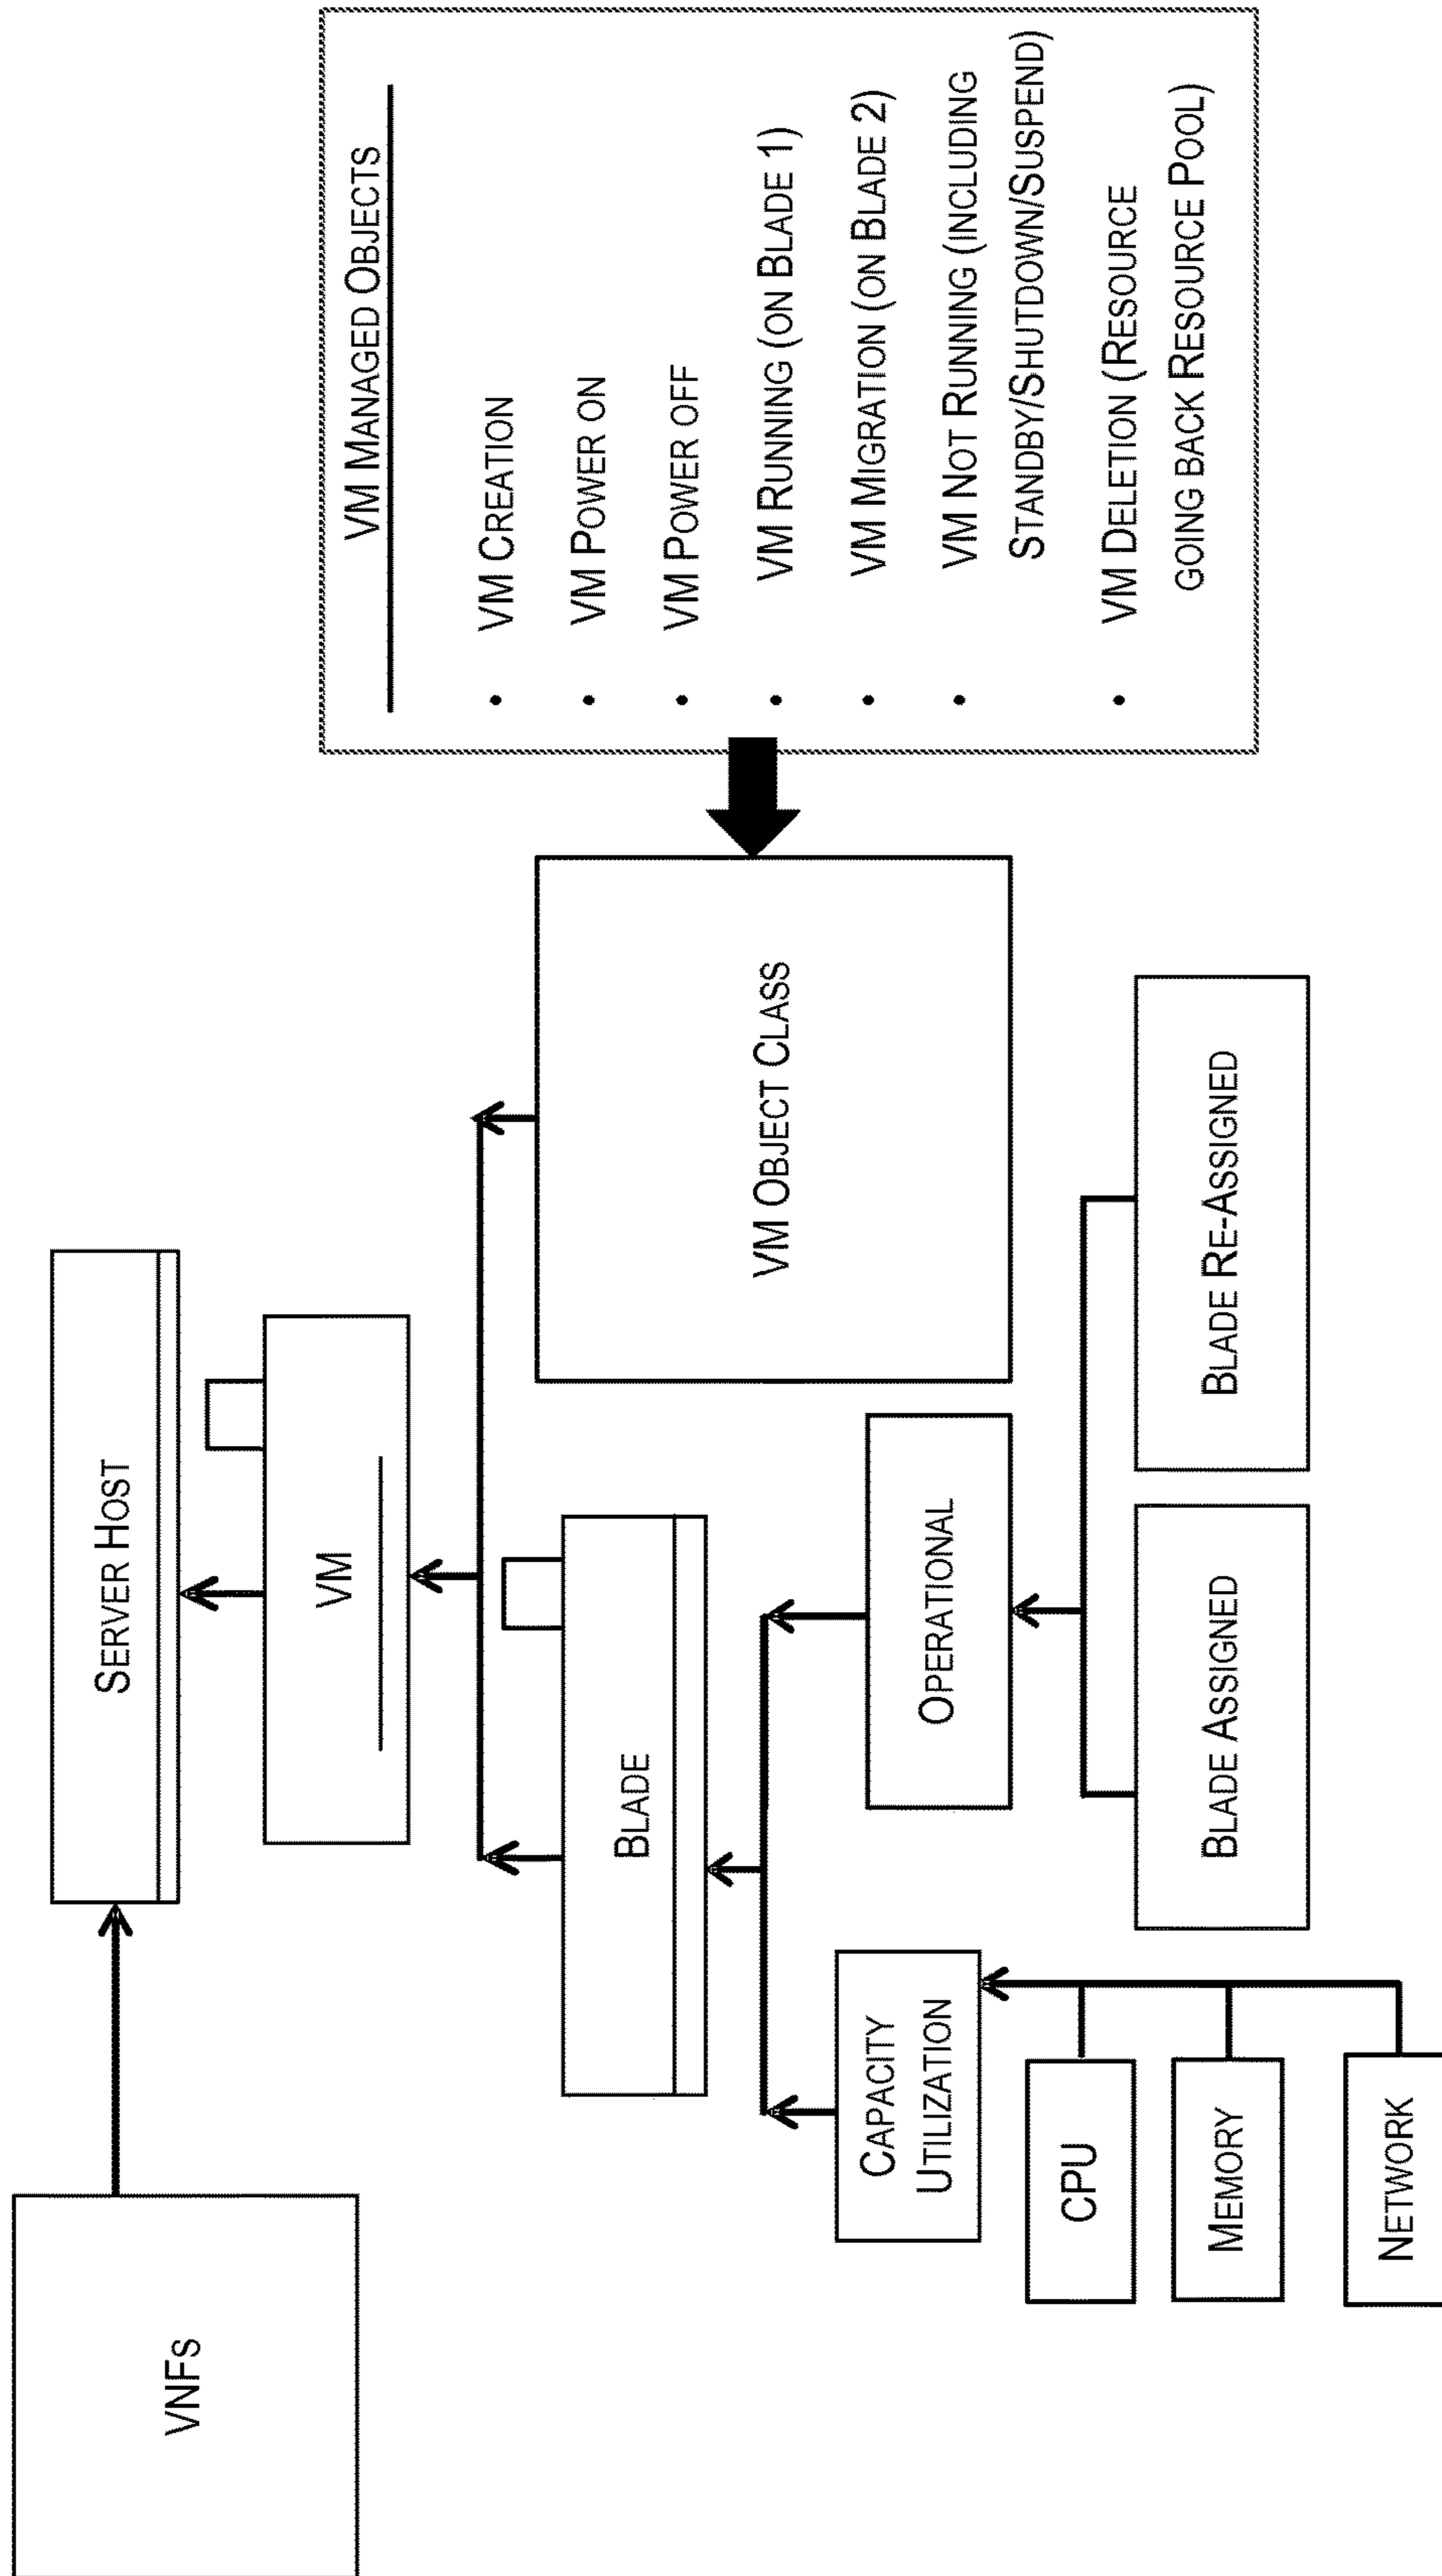 VNFs
SERVER HOST
VM
BLADE
VM OBJECT CLASS
CAPACITY
UTILIZATION
OPERATIONAL
CPU
MEMORY
NETWORK
BLADE ASSIGNED
BLADE RE-ASSIGNED
VM MANAGED OBJECTS
• VM CREATION
• VM POWER ON
• VM POWER OFF
• VM RUNNING (ON BLADE 1)
• VM MIGRATION (ON BLADE 2)
• VM NOT RUNNING (INCLUDING
STANDBY/SHUTDOWN/SUSPEND)
• VM DELETION (RESOURCE
GOING BACK RESOURCE POOL)